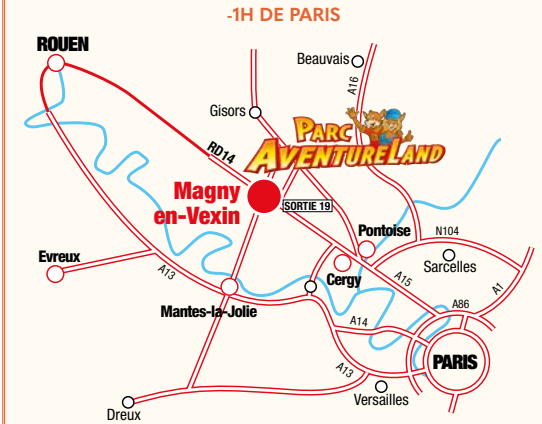 -1H DE PARIS
ROUEN
Beauvais
A16
Gisors
PARC
AVENTURELAND
RD14
Magny
en-Vexin
SORTIE 19
Pontoise
N104
Evreux
A13
Cergy
Sarcelles
A15
A1
Mantes-la-Jolie
A86
A14
PARIS
A13
Versailles
Dreux